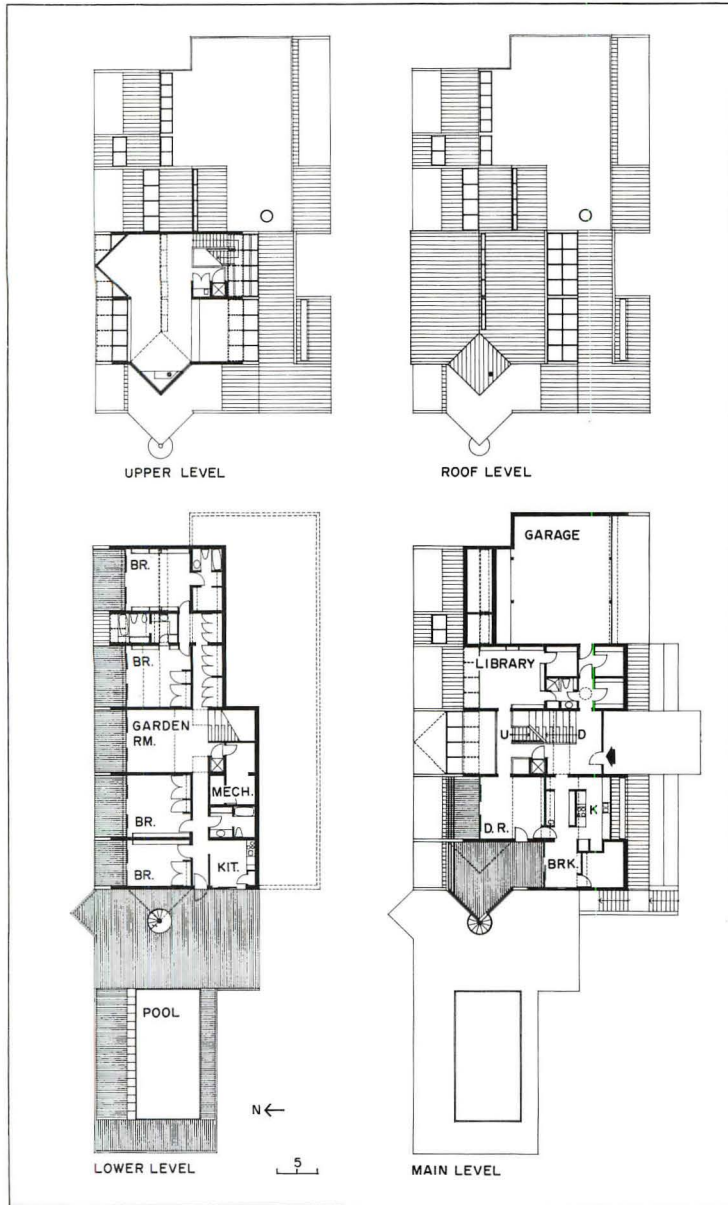 UPPER LEVEL
ROOF LEVEL
BR.
BR.
GARDEN
RM.
MECH.
BR.
BR.
KIT.
POOL
N
LOWER LEVEL
5
GARAGE
LIBRARY
U
D
D.R.
K
BRK.
MAIN LEVEL